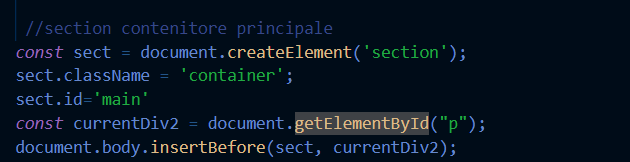 //section contenitore principale
const sect = document.createElement('section');
sect.className = 'container';
sect.id='main'
const currentDiv2 = document.getElementById("p");
document.body.insertBefore(sect, currentDiv2);